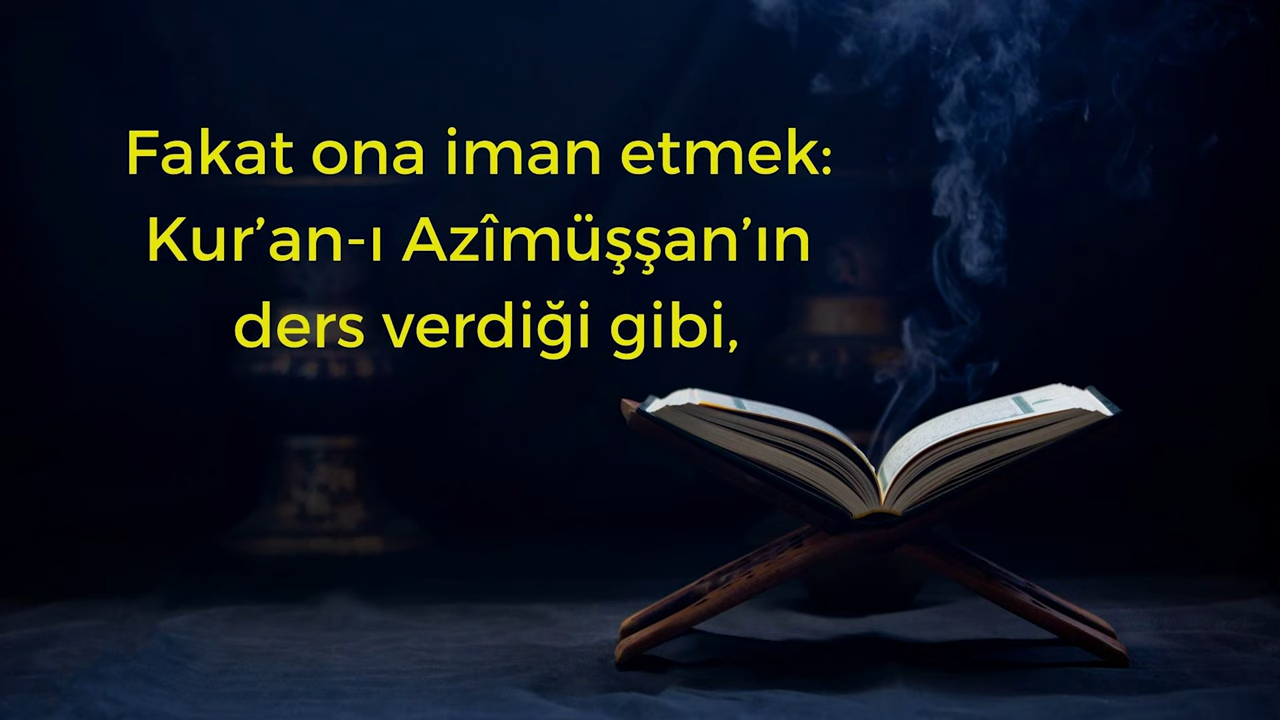 Fakat ona iman etmek:
Kur’an-ı Azîmüşşan’ın
ders verdiği gibi,